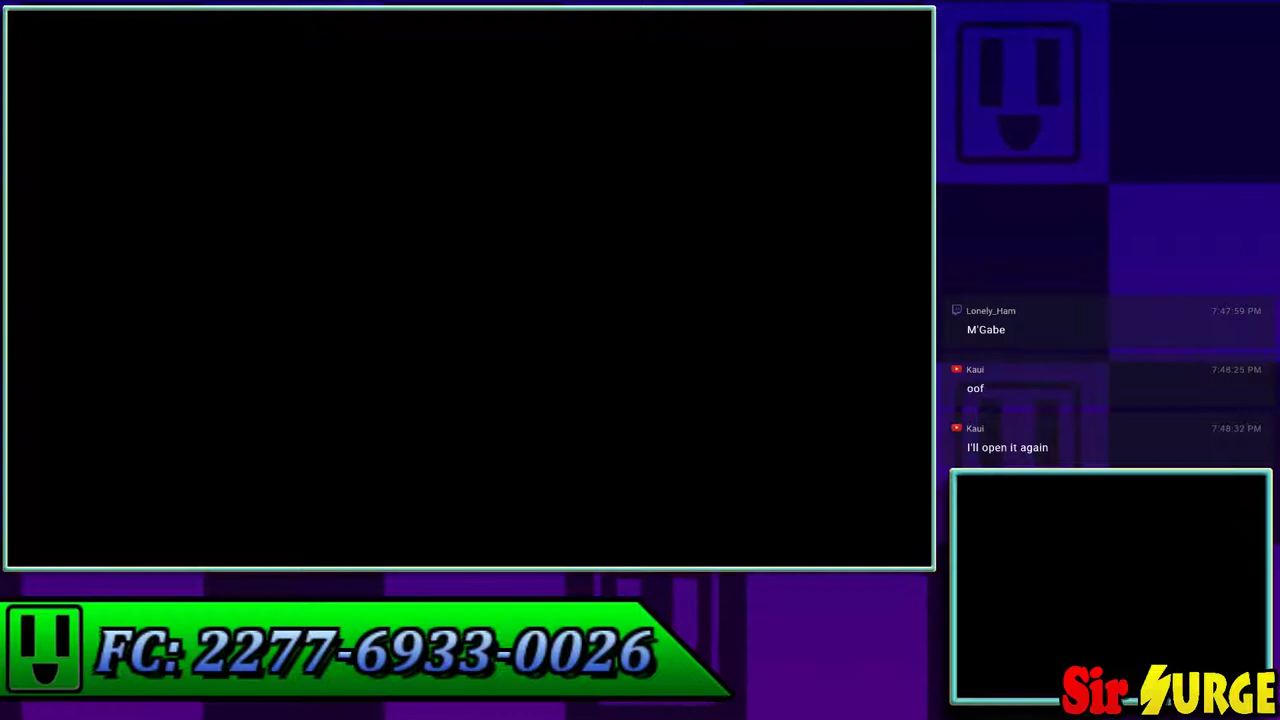 Lonely_Ham 7:47:59 PM
M'Gabe
Kaui 7:48:25 PM
oof
Kaui 7:48:32 PM
I'll open it again
FC: 2277-6933-0026
Sir SURGE